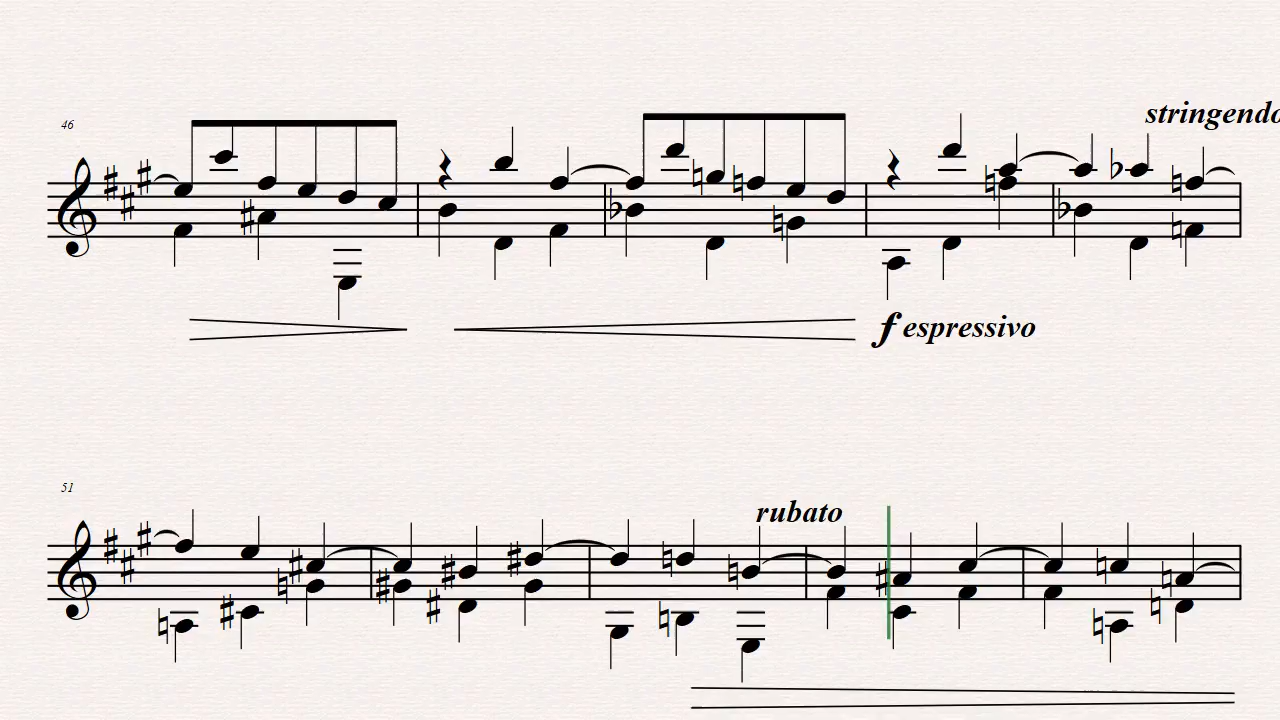 46
stringendo
f espressivo
51
rubato